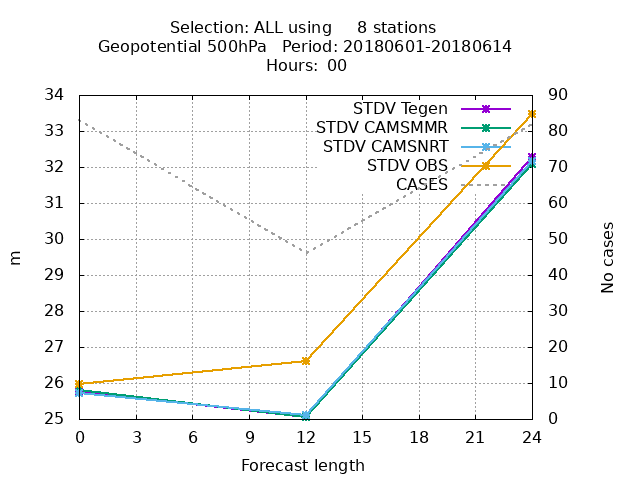 Selection: ALL using     8 stations
Geopotential 500hPa   Period: 20180601-20180614
Hours:  00
34
33
32
31
30
29
28
27
26
25
m
90
80
70
60
50
40
30
20
10
0
No cases
STDV Tegen
STDV CAMSMMR
STDV CAMSNRT
STDV OBS
CASES
0 3 6 9 12 15 18 21 24
Forecast length